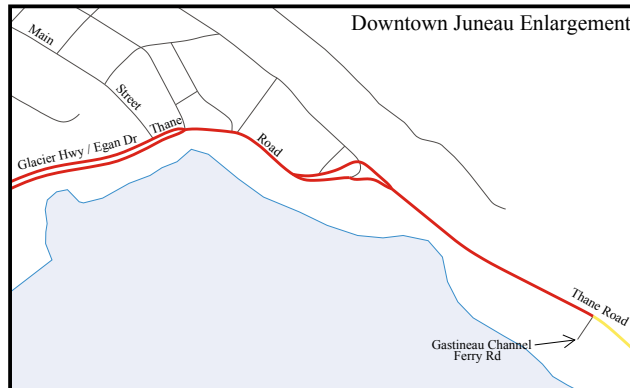 Downtown Juneau Enlargement
Main
Street
Thane
Road
Glacier Hwy / Egan Dr
Thane Road
Gastineau Channel
Ferry Rd